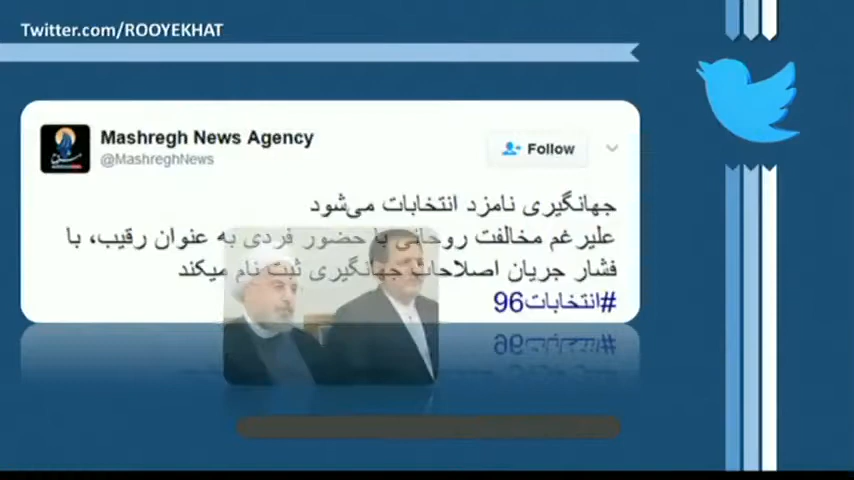 Twitter.com/ROOYEKHAT
Mashregh News Agency
@MashreghNews
Follow
جهانگیری نامزد انتخابات می‌شود
علیرغم مخالفت روحانی با حضور فردی به عنوان رقیب، با
فشار جریان اصلاحات جهانگیری ثبت نام میکند
#انتخابات96